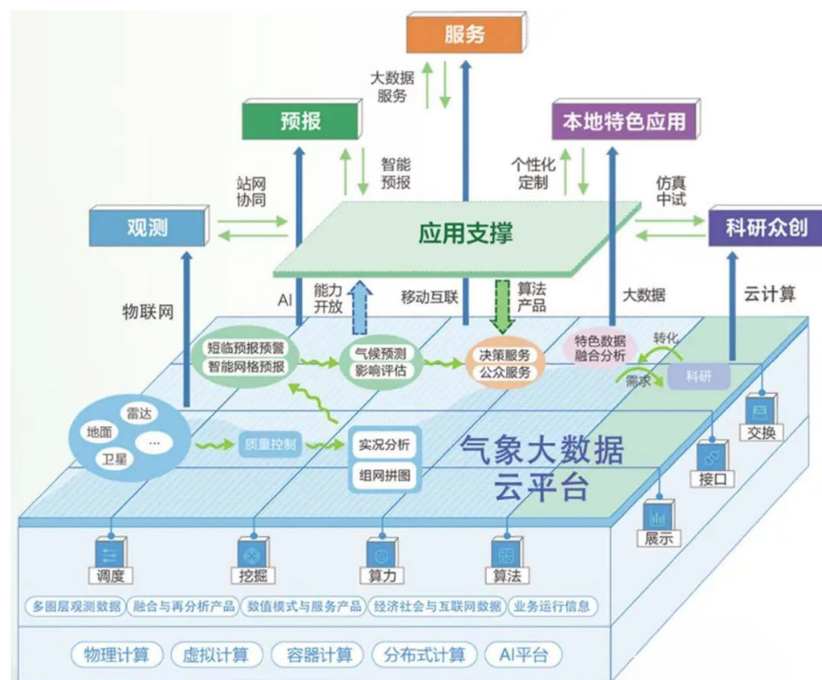 服务
大数据
服务
预报
本地特色应用
站网
协同
智能
预报
个性化
定制
仿真
中试
观测
应用支撑
科研众创
物联网
AI
能力
开放
移动互联
算法
产品
大数据
云计算
短临预报预警
智能网格预报
气候预测
影响评估
决策服务
公众服务
特色数据
融合分析
转化
需求
科研
雷达
地面
...
卫星
质量控制
实况分析
组网拼图
气象大数据
云平台
交换
接口
展示
调度
挖掘
算力
算法
多圈层观测数据
融合与再分析产品
数值模式与服务产品
经济社会与互联网数据
业务运行信息
物理计算
虚拟计算
容器计算
分布式计算
AI平台